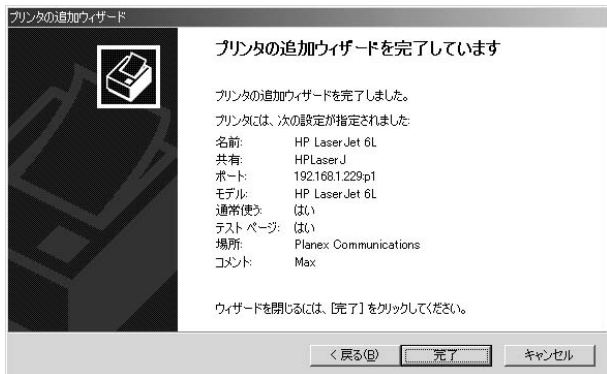 プリンタの追加ウィザード
プリンタの追加ウィザードを完了しています
プリンタの追加ウィザードを完了しました。
プリンタには、次の設定が指定されました:
名前: HP LaserJet 6L
共有: HPLaserJ
ポート: 192.168.1.229:p1
モデル: HP LaserJet 6L
通常使う: はい
テスト ページ: はい
場所: Planex Communications
コメント: Max
ウィザードを閉じるには、[完了] をクリックしてください。
< 戻る(B) 完了 キャンセル